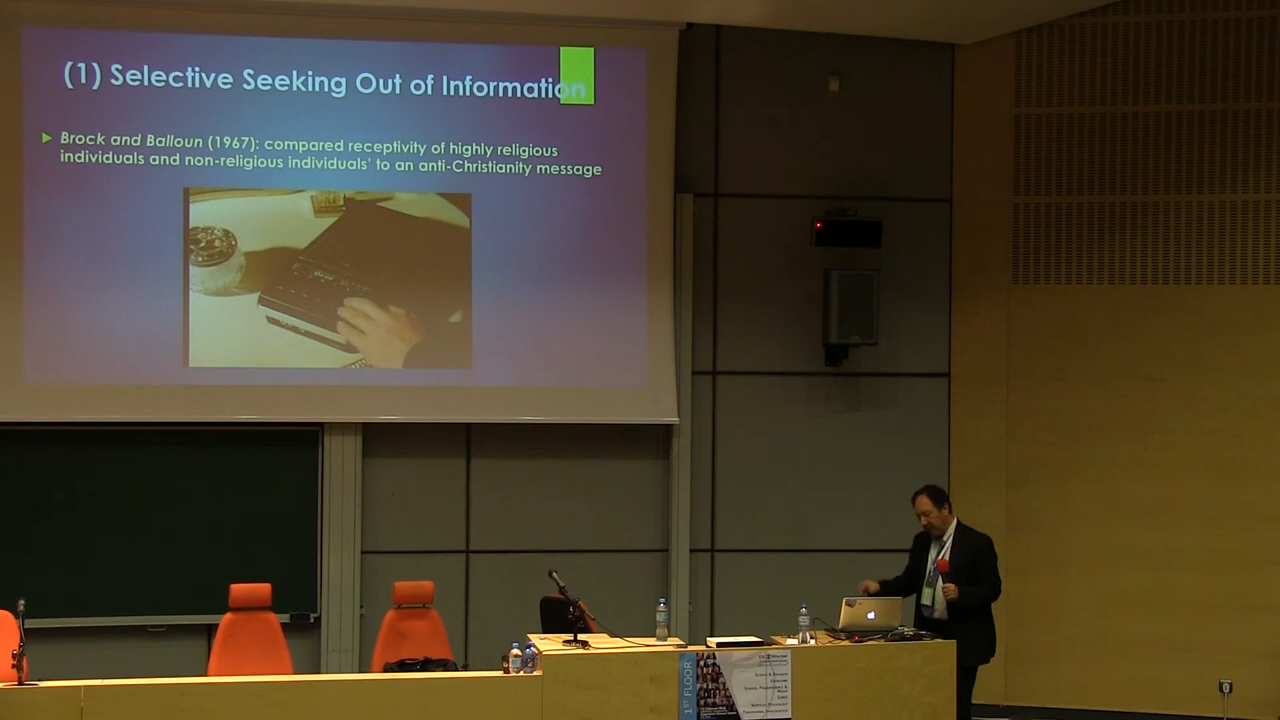 (1) Selective Seeking Out of Information
Brock and Balloun (1967): compared receptivity of highly religious
individuals and non-religious individuals' to an anti-Christianity message
1ST FLOOR